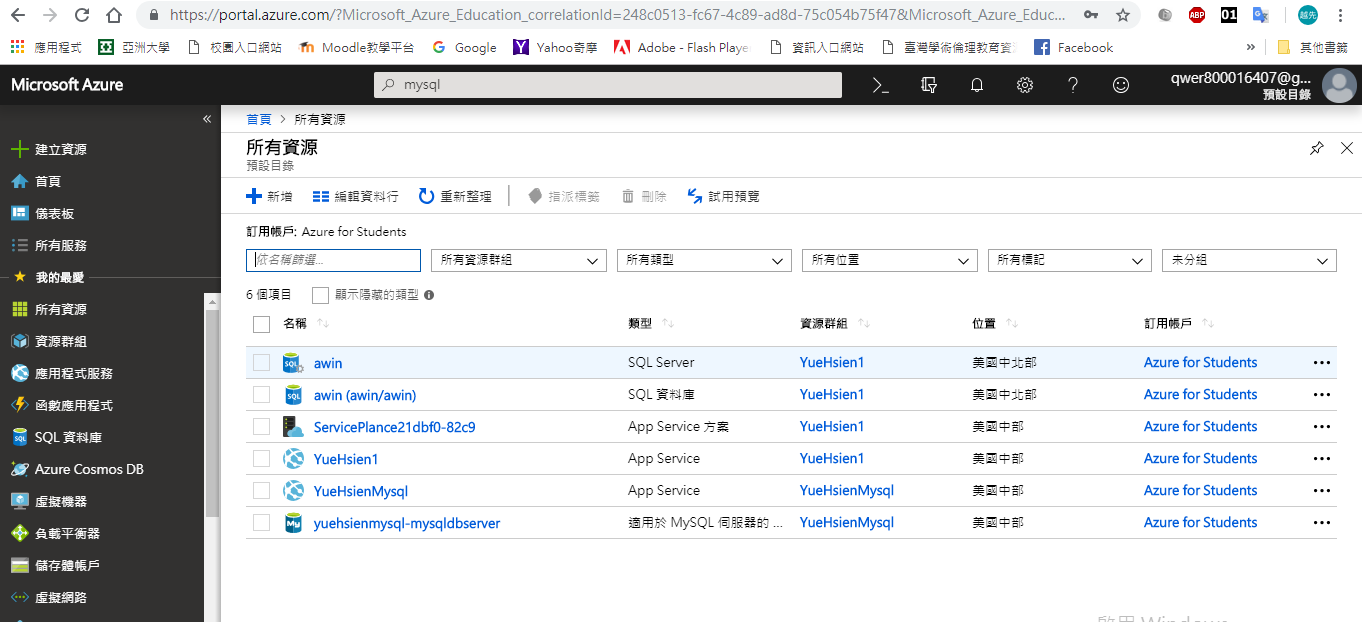 https://portal.azure.com/?Microsoft_Azure_Education_correlationId=248c0513-fc67-4c89-ad8d-75c054b75f47&Microsoft_Azure_Educ...
ABP 01 越先
應用程式 亞洲大學 校園入口網站 Moodle教學平台 Google Yahoo奇摩 Adobe - Flash Playe 資訊入口網站 臺灣學術倫理教育資 Facebook » 其他書籤
Microsoft Azure mysql qwer800016407@g...
預設目錄
« 首頁 > 所有資源
建立資源
首頁
儀表板
所有服務
我的最愛
所有資源
資源群組
應用程式服務
函數應用程式
SQL 資料庫
Azure Cosmos DB
虛擬機器
負載平衡器
儲存體帳戶
虛擬網路
所有資源
預設目錄
新增 編輯資料行 重新整理 指派標籤 刪除 試用預覽
訂用帳戶: Azure for Students
依名稱篩選... 所有資源群組 所有類型 所有位置 所有標記 未分組
6 個項目 顯示隱藏的類型
名稱 類型 資源群組 位置 訂用帳戶
awin SQL Server YueHsien1 美國中北部 Azure for Students
awin (awin/awin) SQL 資料庫 YueHsien1 美國中北部 Azure for Students
ServicePlance21dbf0-82c9 App Service 方案 YueHsien1 美國中部 Azure for Students
YueHsien1 App Service YueHsien1 美國中部 Azure for Students
YueHsienMysql App Service YueHsienMysql 美國中部 Azure for Students
yuehsienmysql-mysqldbserver 適用於 MySQL 伺服器的 ... YueHsienMysql 美國中部 Azure for Students
啟用 Windows